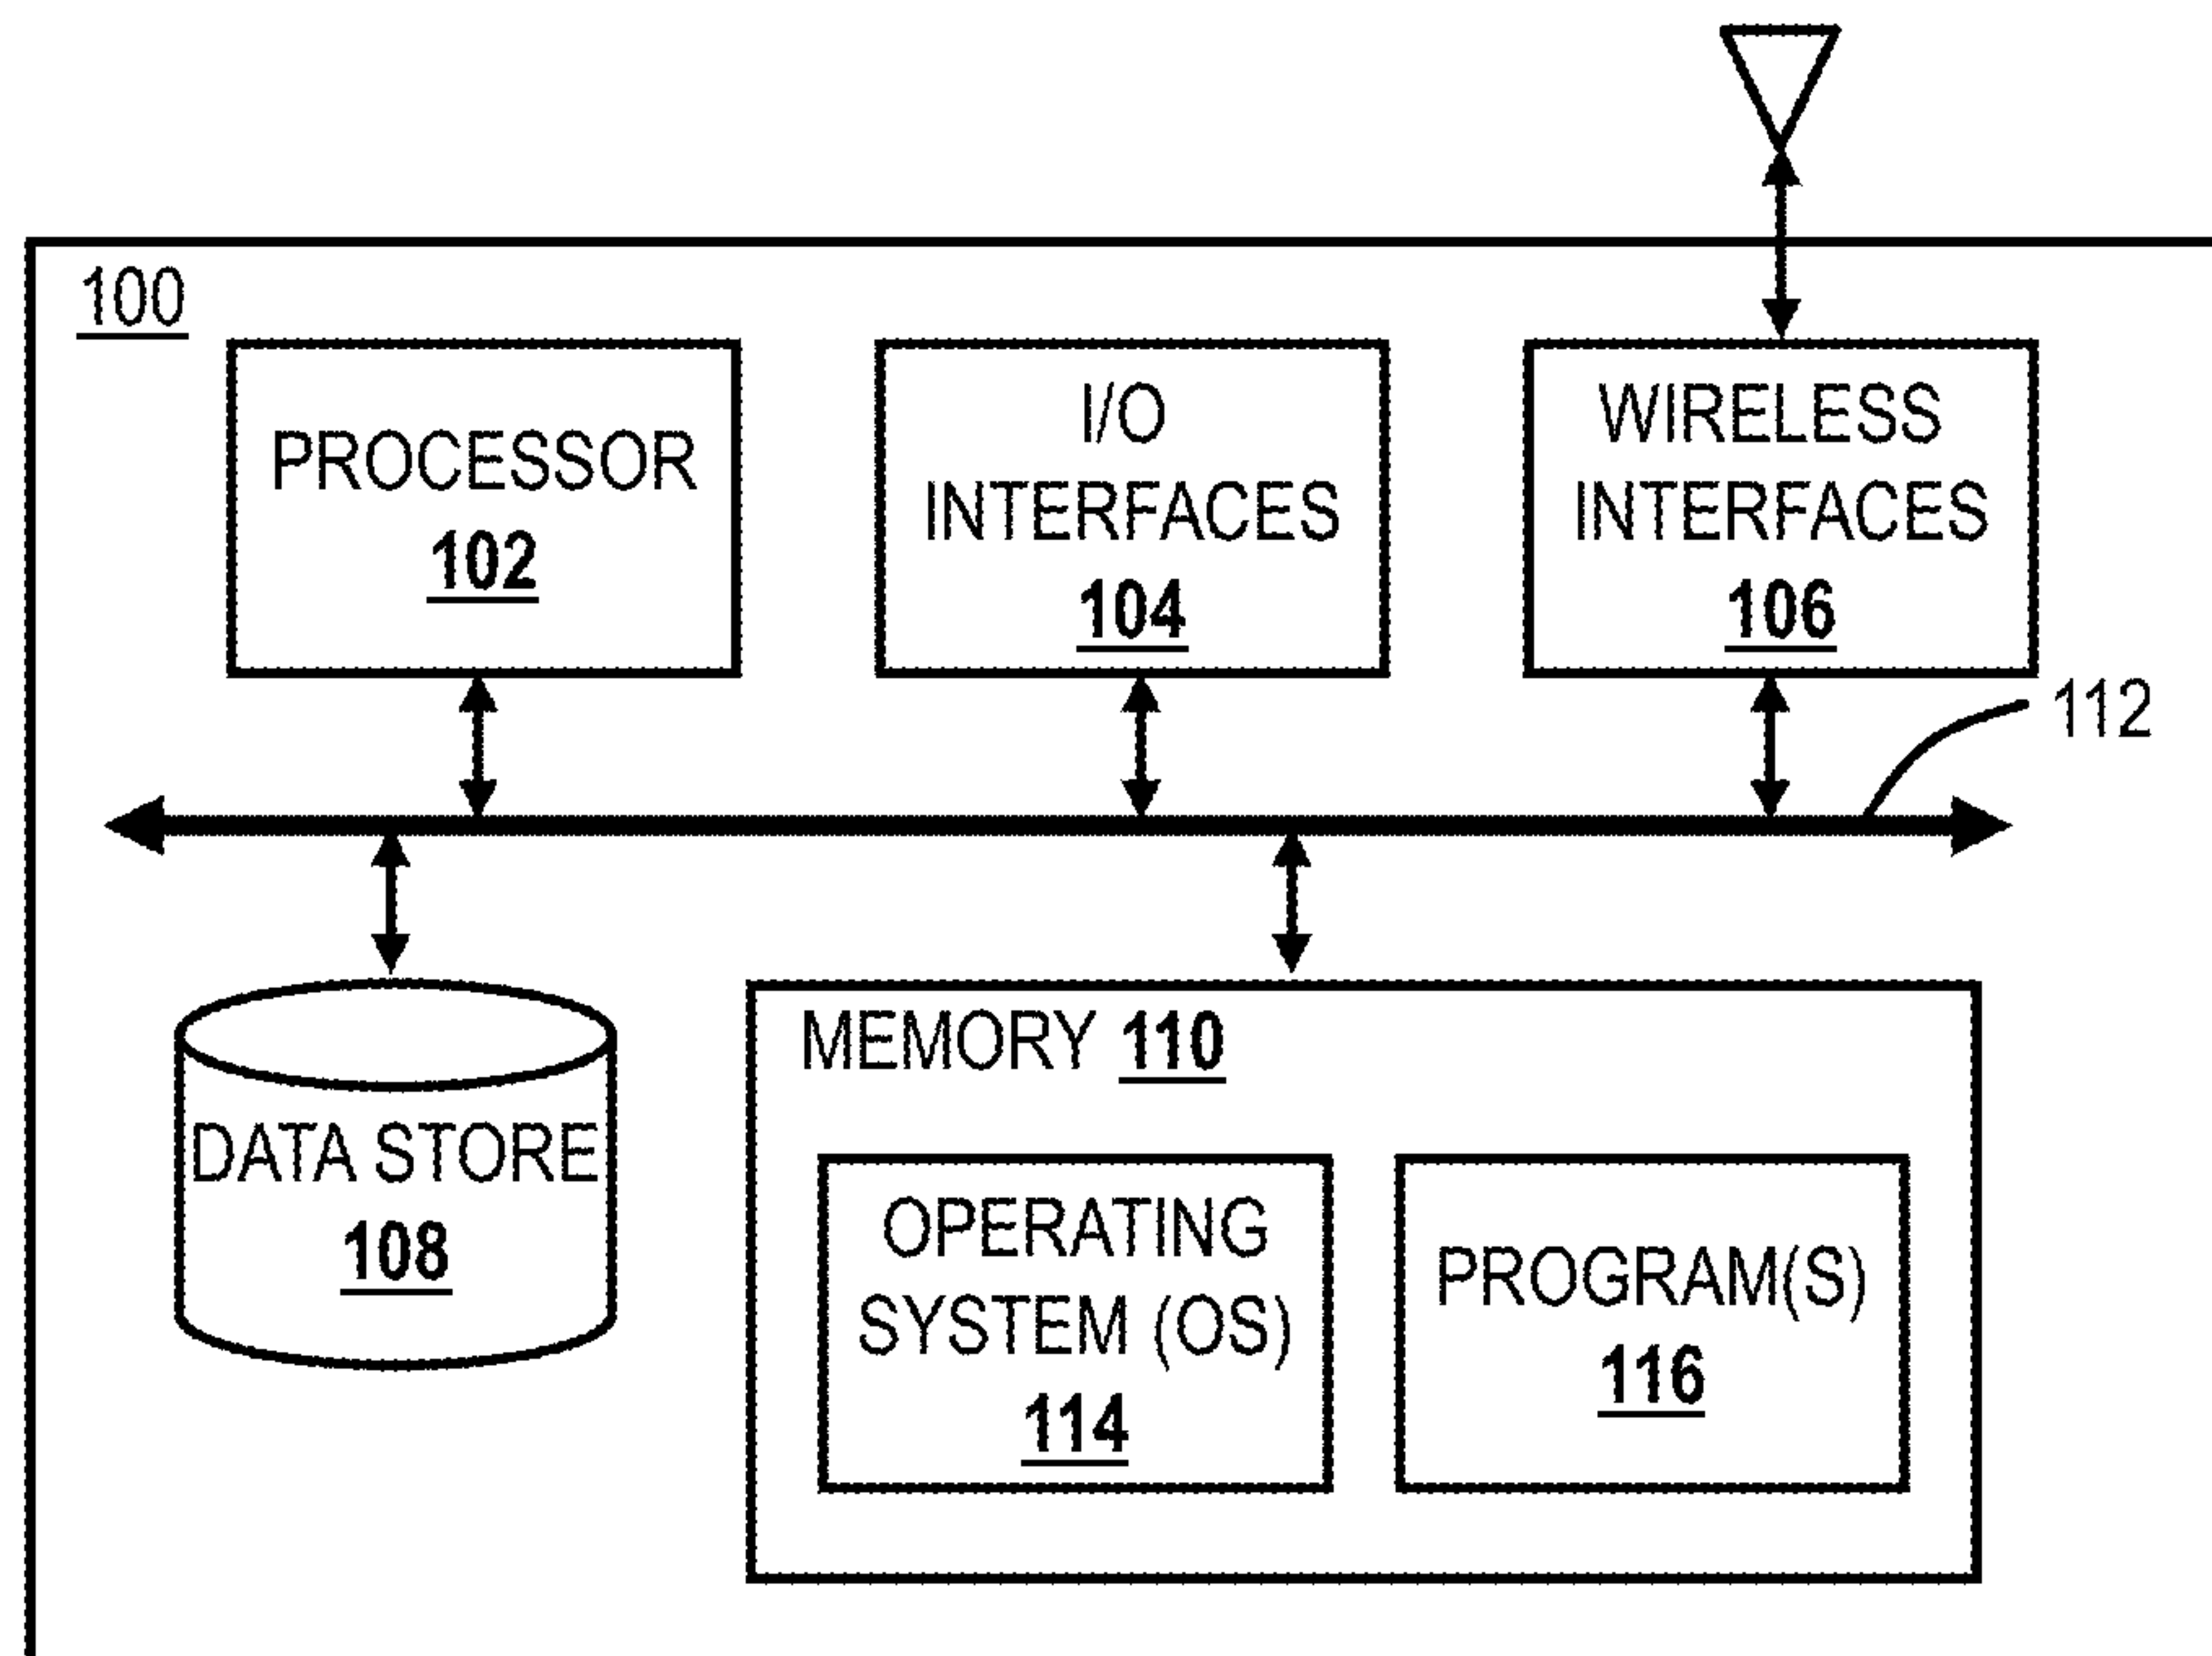 100
PROCESSOR
102
I/O
INTERFACES
104
WIRELESS
INTERFACES
106
112
DATA STORE
108
MEMORY 110
OPERATING
SYSTEM (OS)
114
PROGRAM(S)
116